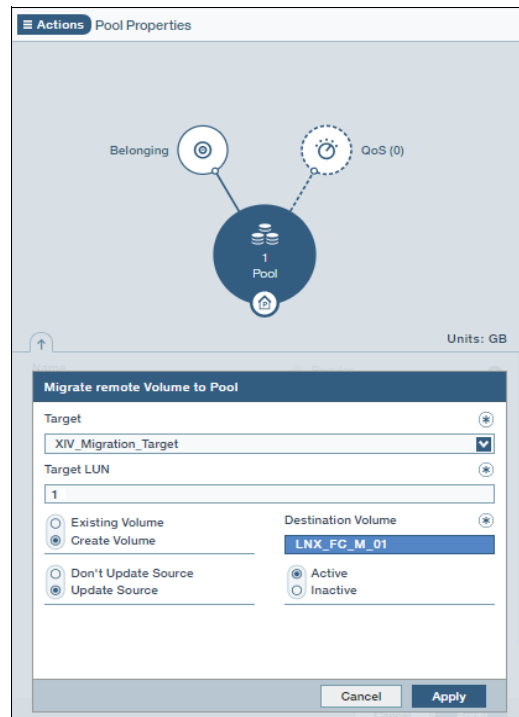 Actions Pool Properties
Belonging
QoS (0)
1
Pool
P
Units: GB
Name
Migrate remote Volume to Pool
Target
XIV_Migration_Target
Target LUN
1
Existing Volume
Create Volume
Destination Volume
LNX_FC_M_01
Don't Update Source
Update Source
Active
Inactive
Cancel Apply